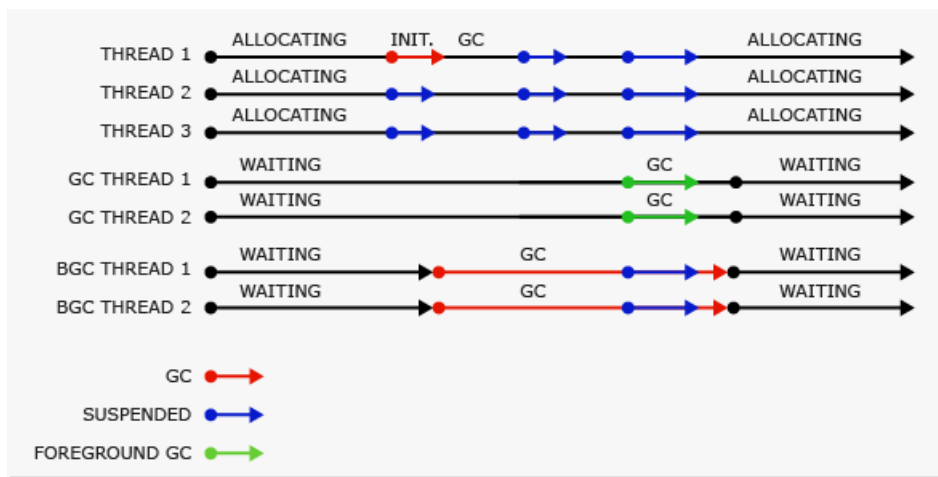 THREAD 1 ALLOCATING INIT. GC ALLOCATING
THREAD 2 ALLOCATING ALLOCATING
THREAD 3 ALLOCATING ALLOCATING
GC THREAD 1 WAITING GC WAITING
GC THREAD 2 WAITING GC WAITING
BGC THREAD 1 WAITING GC WAITING
BGC THREAD 2 WAITING GC WAITING
GC
SUSPENDED
FOREGROUND GC